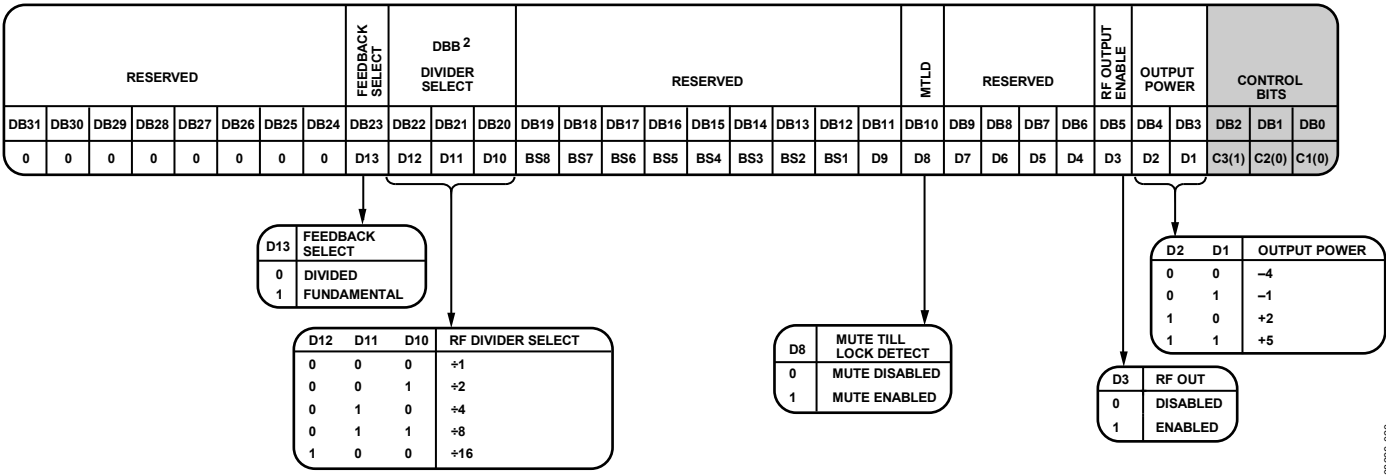 RESERVED
FEEDBACK
SELECT
DBB 2
DIVIDER
SELECT
RESERVED
MTLD
RESERVED
RF OUTPUT
ENABLE
OUTPUT
POWER
CONTROL
BITS
DB31 DB30 DB29 DB28 DB27 DB26 DB25 DB24 DB23 DB22 DB21 DB20 DB19 DB18 DB17 DB16 DB15 DB14 DB13 DB12 DB11 DB10 DB9 DB8 DB7 DB6 DB5 DB4 DB3 DB2 DB1 DB0
0 0 0 0 0 0 0 0 D13 D12 D11 D10 BS8 BS7 BS6 BS5 BS4 BS3 BS2 BS1 D9 D8 D7 D6 D5 D4 D3 D2 D1 C3(1) C2(0) C1(0)
D13 FEEDBACK
SELECT
0 DIVIDED
1 FUNDAMENTAL
D12 D11 D10 RF DIVIDER SELECT
0 0 0 ÷1
0 0 1 ÷2
0 1 0 ÷4
0 1 1 ÷8
1 0 0 ÷16
D8 MUTE TILL
LOCK DETECT
0 MUTE DISABLED
1 MUTE ENABLED
D3 RF OUT
0 DISABLED
1 ENABLED
D2 D1 OUTPUT POWER
0 0 –4
0 1 –1
1 0 +2
1 1 +5